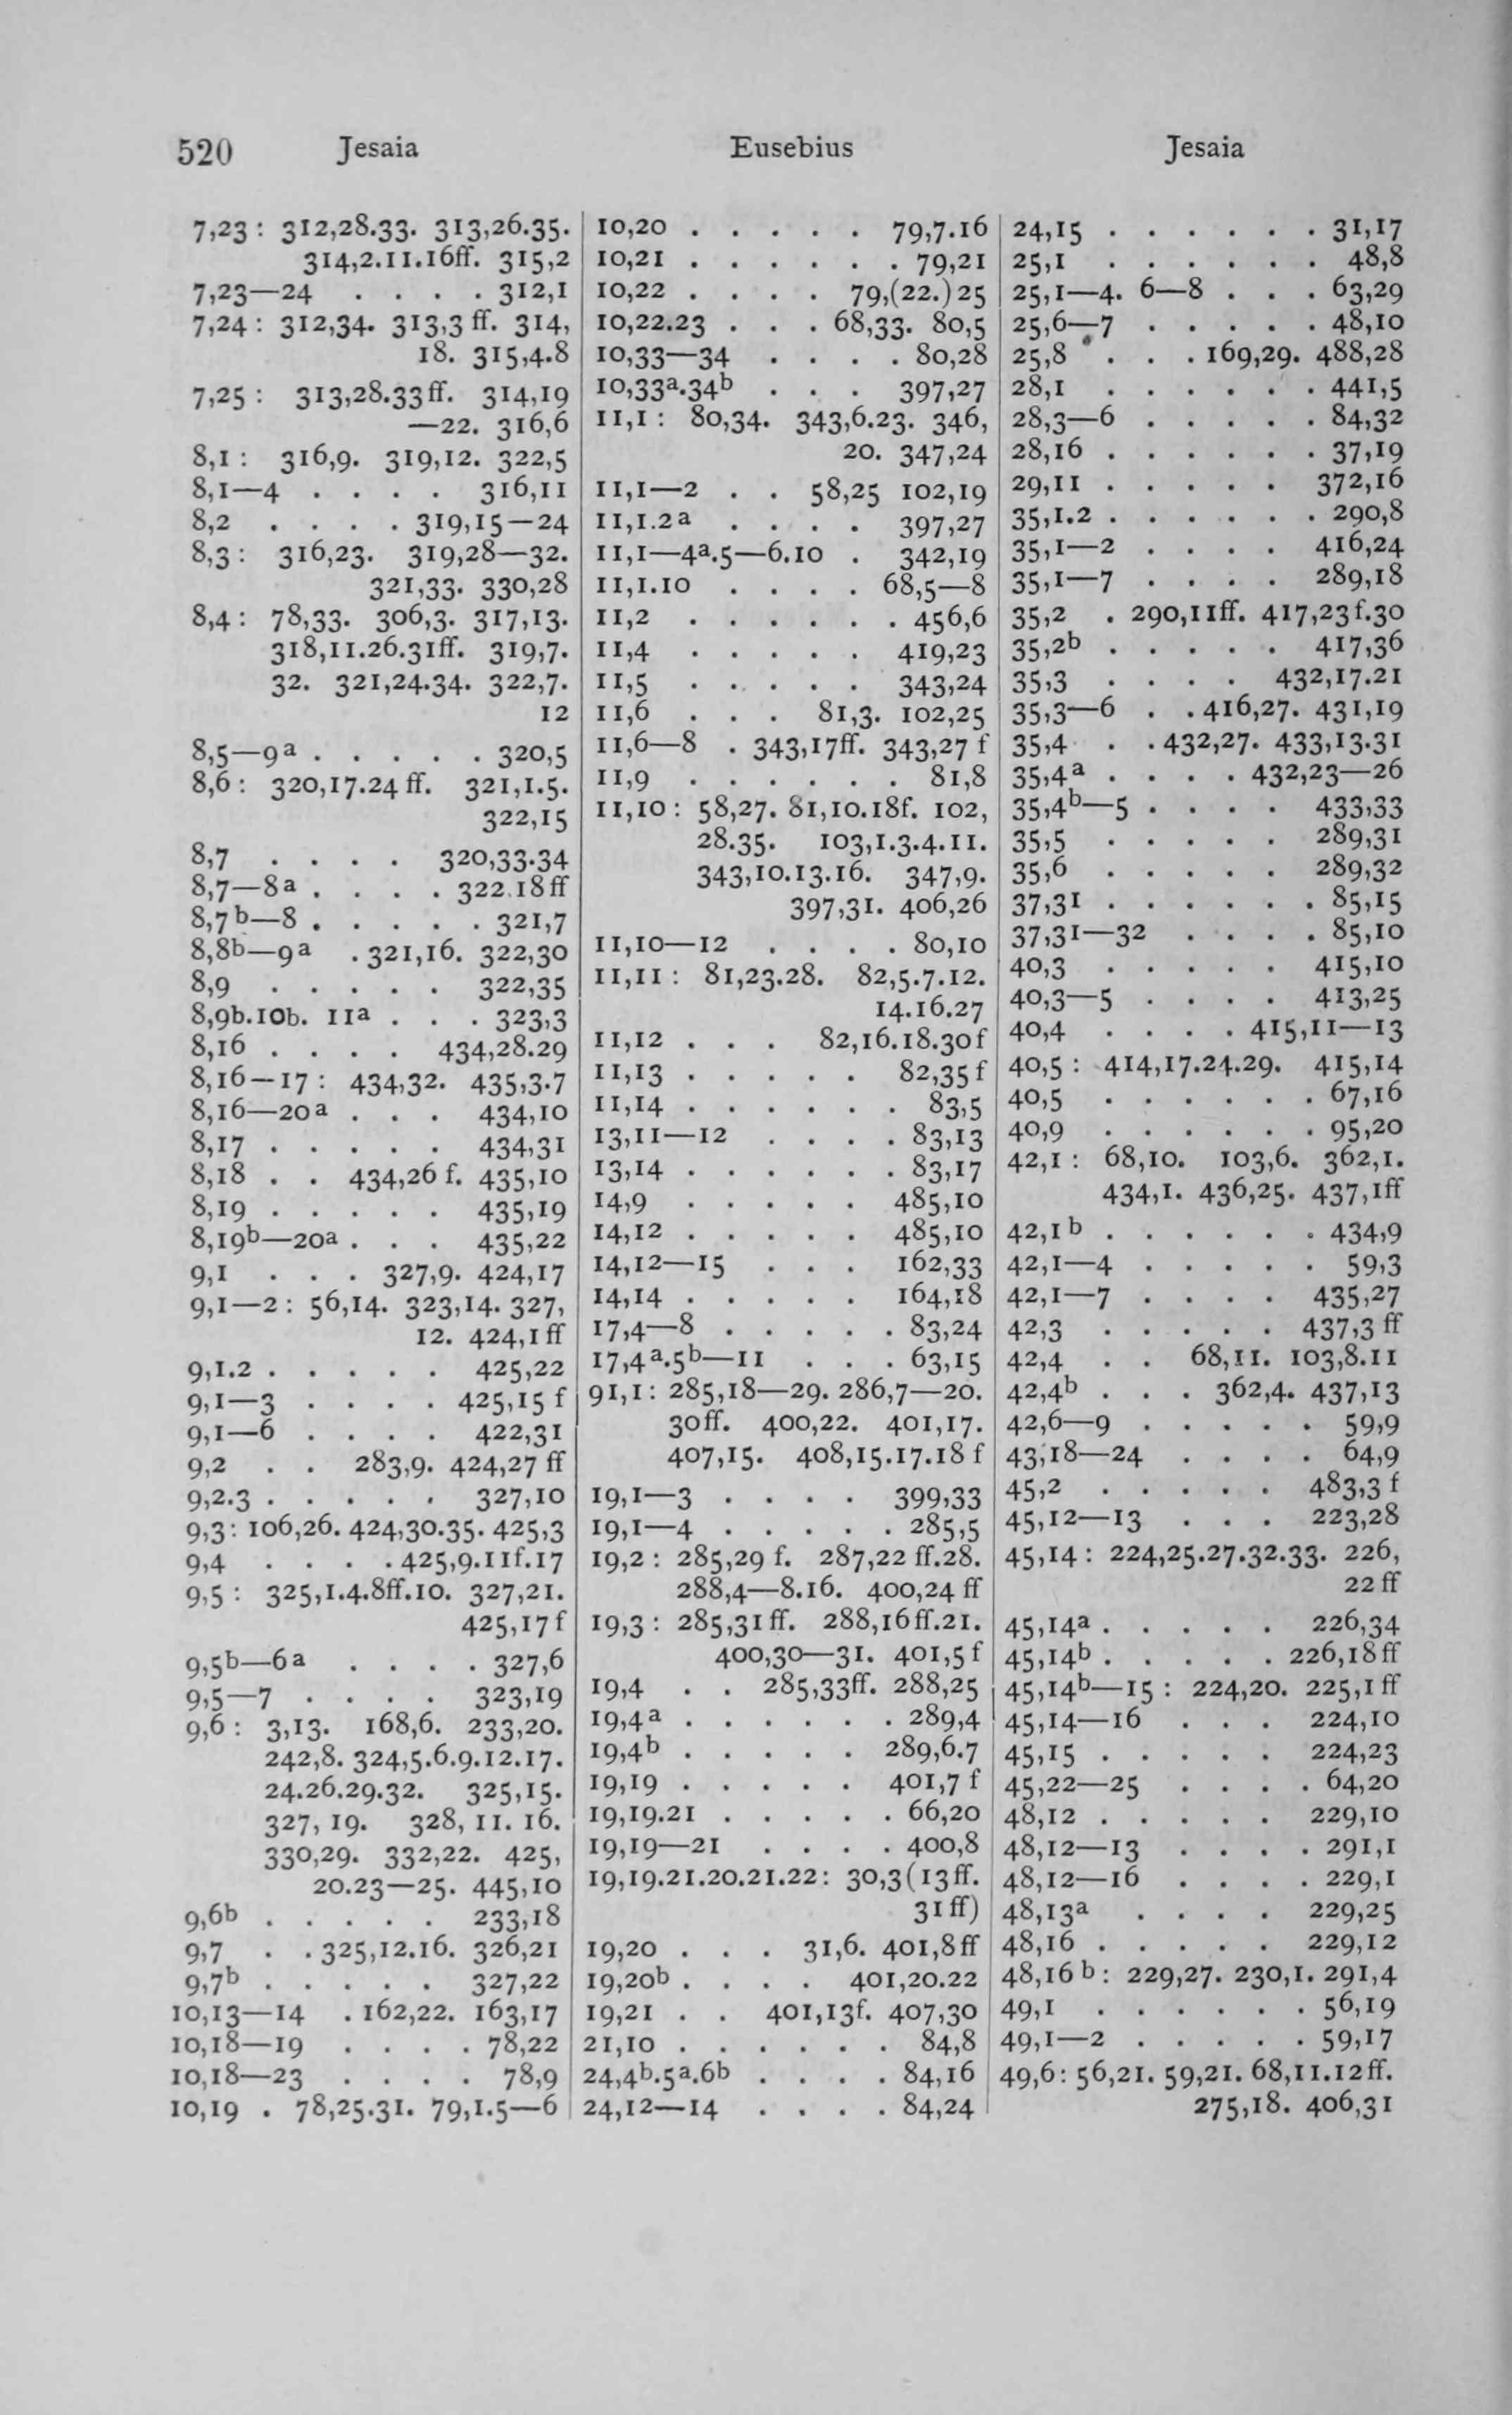 520 Jesaia Eusebius Jesaia
7,23 : 312,28.33. 313,26.35.
314,2.11.16ff. 315,2
7,23—24 . . . . 312,1
7,24 : 312,34. 313,3 ff. 314,
18. 315,4.8
7,25 : 313,28.33 ff. 314,19
—22. 316,6
8,1 : 316,9. 319,12. 322,5
8,1—4 . . . . 316,11
8,2 . . . . 319,15—24
8,3 : 316,23. 319,28—32.
321,33. 330,28
8,4 : 78,33. 306,3. 317,13.
318,11.26.31ff. 319,7.
32. 321,24.34. 322,7.
12
8,5—9a . . . . . 320,5
8,6 : 320,17.24 ff. 321,1.5.
322,15
8,7 . . . . 320,33.34
8,7—8a . . . . 322.18ff
8,7b—8 . . . . . 321,7
8,8b—9a . 321,16. 322,30
8,9 . . . . . 322,35
8,9b.10b. 11a . . . 323,3
8,16 . . . . 434,28.29
8,16—17 : 434,32. 435,3.7
8,16—20a . . . 434,10
8,17 . . . . . 434,31
8,18 . . 434,26 f. 435,10
8,19 . . . . . 435,19
8,19b—20a . . . 435,22
9,1 . . . 327,9. 424,17
9,1—2 : 56,14. 323,14. 327,
12. 424,1 ff
9,1.2 . . . . . 425,22
9,1—3 . . . . 425,15 f
9,1—6 . . . . 422,31
9,2 . . 283,9. 424,27 ff
9,2.3 . . . . . 327,10
9,3 : 106,26. 424,30.35. 425,3
9,4 . . . . 425,9.11f.17
9,5 : 325,1.4.8ff.10. 327,21.
425,17 f
9,5b—6a . . . . 327,6
9,5—7 . . . . 323,19
9,6 : 3,13. 168,6. 233,20.
242,8. 324,5.6.9.12.17.
24.26.29.32. 325,15.
327, 19. 328, 11. 16.
330,29. 332,22. 425,
20.23—25. 445,10
9,6b . . . . . 233,18
9,7 . . 325,12.16. 326,21
9,7b . . . . . 327,22
10,13—14 . 162,22. 163,17
10,18—19 . . . . 78,22
10,18—23 . . . . 78,9
10,19 . 78,25.31. 79,1.5—6
10,20 . . . . . 79,7.16
10,21 . . . . . . 79,21
10,22 . . . . 79,(22.) 25
10,22.23 . . . 68,33. 80,5
10,33—34 . . . . 80,28
10,33a.34b . . . 397,27
11,1 : 80,34. 343,6.23. 346,
20. 347,24
11,1—2 . . 58,25 102,19
11,1.2a . . . . 397,27
11,1—4a.5—6.10 . 342,19
11,1.10 . . . . 68,5—8
11,2 . . . . . . 456,6
11,4 . . . . . 419,23
11,5 . . . . . 343,24
11,6 . . . 81,3. 102,25
11,6—8 . 343,17ff. 343,27 f
11,9 . . . . . . 81,8
11,10 : 58,27. 81,10.18f. 102,
28.35. 103,1.3.4.11.
343,10.13.16. 347,9.
397,31. 406,26
11,10—12 . . . . 80,10
11,11 : 81,23.28. 82,5.7.12.
14.16.27
11,12 . . . 82,16.18.30f
11,13 . . . . . 82,35 f
11,14 . . . . . . 83,5
13,11—12 . . . . 83,13
13,14 . . . . . . 83,17
14,9 . . . . . 485,10
14,12 . . . . . 485,10
14,12—15 . . . 162,33
14,14 . . . . . 164,18
17,4—8 . . . . . 83,24
17,4a.5b—11 . . . 63,15
91,1 : 285,18—29. 286,7—20.
30ff. 400,22. 401,17.
407,15. 408,15.17.18 f
19,1—3 . . . . 399,33
19,1—4 . . . . . 285,5
19,2 : 285,29 f. 287,22 ff.28.
288,4—8.16. 400,24 ff
19,3 : 285,31 ff. 288,16 ff.21.
400,30—31. 401,5 f
19,4 . . 285,33ff. 288,25
19,4a . . . . . . 289,4
19,4b . . . . . 289,6.7
19,19 . . . . . 401,7 f
19,19.21 . . . . . 66,20
19,19—21 . . . . 400,8
19,19.21.20.21.22 : 30,3(13ff.
31 ff)
19,20 . . . 31,6. 401,8ff
19,20b . . . . 401,20.22
19,21 . . 401,13f. 407,30
21,10 . . . . . . 84,8
24,4b.5a.6b . . . . 84,16
24,12—14 . . . . 84,24
24,15 . . . . . . 31,17
25,1 . . . . . . 48,8
25,1—4. 6—8 . . . 63,29
25,6—7 . . . . . 48,10
25,8 . . . 169,29. 488,28
28,1 . . . . . . 441,5
28,3—6 . . . . . 84,32
28,16 . . . . . . 37,19
29,11 . . . . . 372,16
35,1.2 . . . . . . 290,8
35,1—2 . . . . 416,24
35,1—7 . . . . 289,18
35,2 . 290,11ff. 417,23f.30
35,2b . . . . . 417,36
35,3 . . . . 432,17.21
35,3—6 . . 416,27. 431,19
35,4 . . 432,27. 433,13.31
35,4a . . . . 432,23—26
35,4b—5 . . . . 433,33
35,5 . . . . . 289,31
35,6 . . . . . 289,32
37,31 . . . . . . 85,15
37,31—32 . . . . 85,10
40,3 . . . . . 415,10
40,3—5 . . . . 413,25
40,4 . . . . 415,11—13
40,5 : 414,17.24.29. 415,14
40,5 . . . . . . 67,16
40,9 . . . . . . 95,20
42,1 : 68,10. 103,6. 362,1.
434,1. 436,25. 437,1ff
42,1 b . . . . . . 434,9
42,1—4 . . . . . 59,3
42,1—7 . . . . 435,27
42,3 . . . . . 437,3 ff
42,4 . . 68,11. 103,8.11
42,4b . . . 362,4. 437,13
42,6—9 . . . . . 59,9
43,18—24 . . . . 64,9
45,2 . . . . . 483,3 f
45,12—13 . . . 223,28
45,14 : 224,25.27.32.33. 226,
22 ff
45,14a . . . . . 226,34
45,14b . . . . . 226,18 ff
45,14b—15 : 224,20. 225,1 ff
45,14—16 . . . 224,10
45,15 . . . . . 224,23
45,22—25 . . . . 64,20
48,12 . . . . . 229,10
48,12—13 . . . . 291,1
48,12—16 . . . . 229,1
48,13a . . . . 229,25
48,16 . . . . . 229,12
48,16 b : 229,27. 230,1. 291,4
49,1 . . . . . . 56,19
49,1—2 . . . . . 59,17
49,6 : 56,21. 59,21. 68,11.12ff.
275,18. 406,31